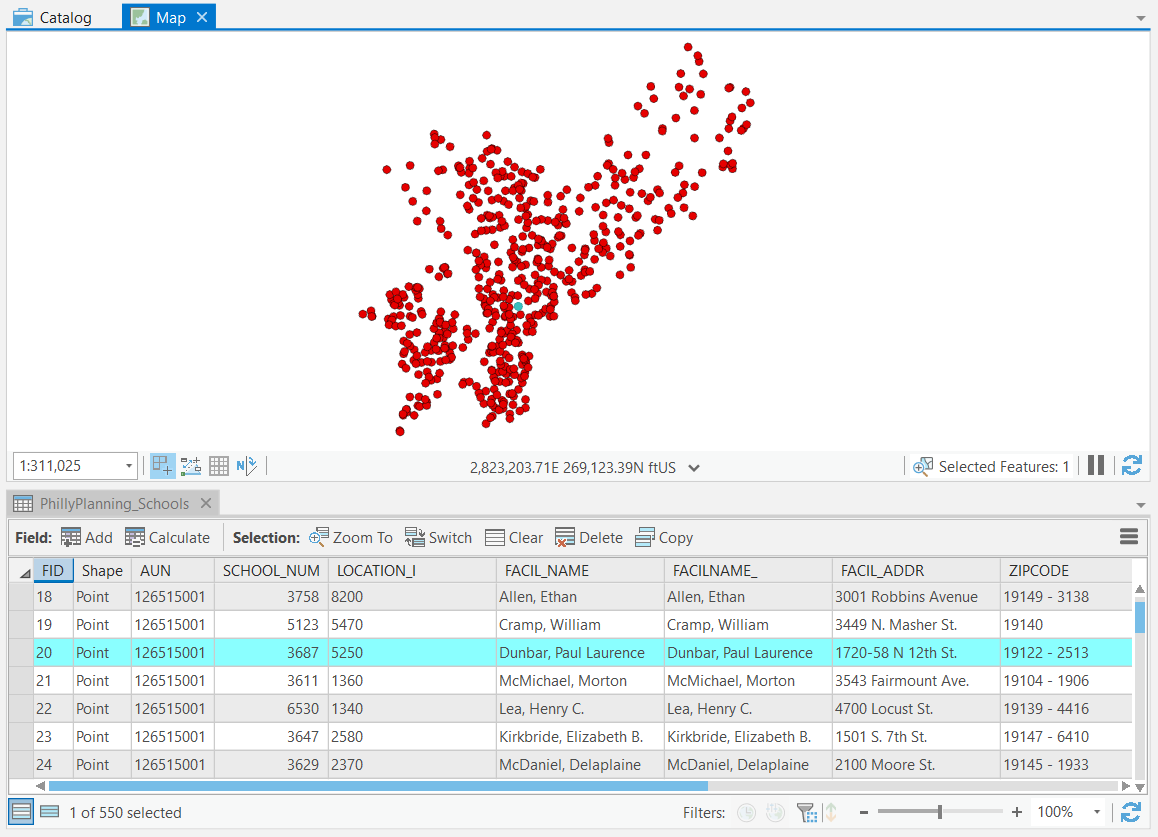 Catalog Map
1:311,025 2,823,203.71E 269,123.39N ftUS Selected Features: 1
PhillyPlanning_Schools
Field: Add Calculate Selection: Zoom To Switch Clear Delete Copy
FID Shape AUN SCHOOL_NUM LOCATION_I FACIL_NAME FACILNAME_ FACIL_ADDR ZIPCODE
18 Point 126515001 3758 8200 Allen, Ethan Allen, Ethan 3001 Robbins Avenue 19149 - 3138
19 Point 126515001 5123 5470 Cramp, William Cramp, William 3449 N. Masher St. 19140
20 Point 126515001 3687 5250 Dunbar, Paul Laurence Dunbar, Paul Laurence 1720-58 N 12th St. 19122 - 2513
21 Point 126515001 3611 1360 McMichael, Morton McMichael, Morton 3543 Fairmount Ave. 19104 - 1906
22 Point 126515001 6530 1340 Lea, Henry C. Lea, Henry C. 4700 Locust St. 19139 - 4416
23 Point 126515001 3647 2580 Kirkbride, Elizabeth B. Kirkbride, Elizabeth B. 1501 S. 7th St. 19147 - 6410
24 Point 126515001 3629 2370 McDaniel, Delaplaine McDaniel, Delaplaine 2100 Moore St. 19145 - 1933
1 of 550 selected Filters: 100%